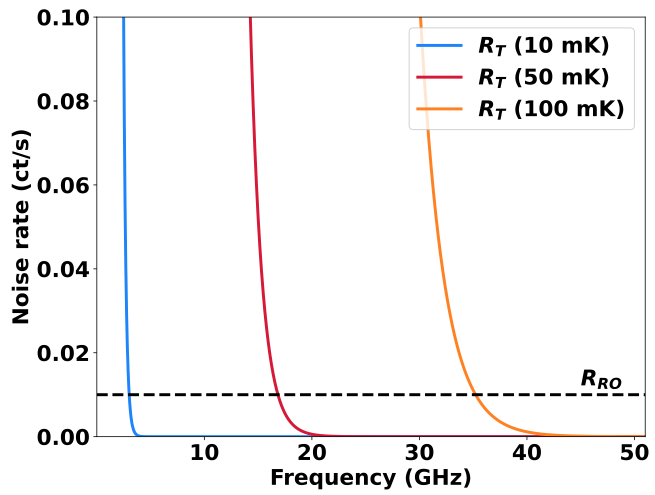 0.10
0.08
0.06
0.04
0.02
0.00
Noise rate (ct/s)
R_T (10 mK)
R_T (50 mK)
R_T (100 mK)
R_RO
10 20 30 40 50
Frequency (GHz)